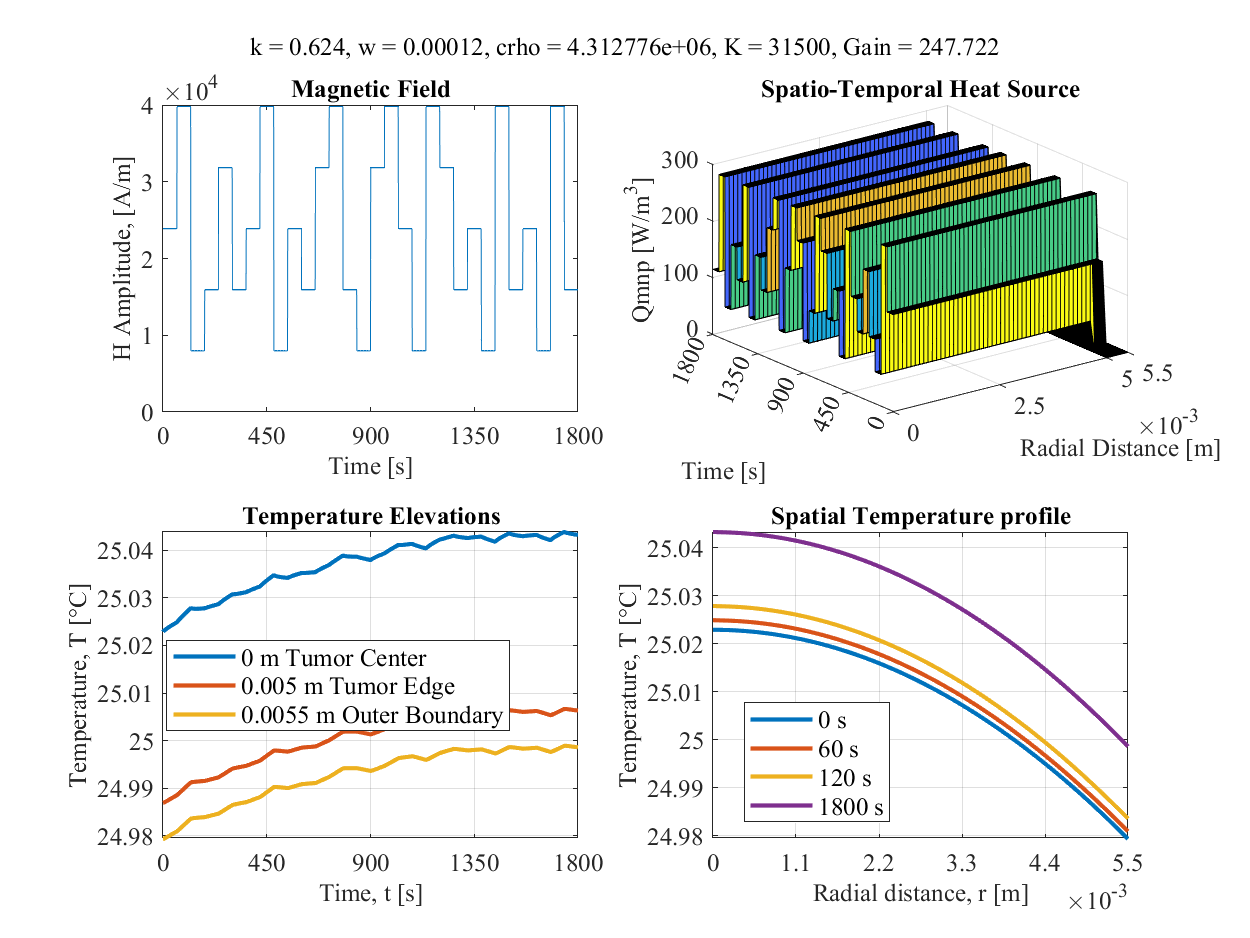 k = 0.624, w = 0.00012, crho = 4.312776e+06, K = 31500, Gain = 247.722
Magnetic Field
×10^4
H Amplitude, [A/m]
4
3
2
1
0
0 450 900 1350 1800
Time [s]
Spatio-Temporal Heat Source
Qmnp [W/m^3]
300
200
100
0
1800
1350
900
450
0
Time [s]
0
2.5
5 5.5
×10^-3
Radial Distance [m]
Temperature Elevations
Temperature, T [°C]
25.04
25.03
25.02
25.01
25
24.99
24.98
0 m Tumor Center
0.005 m Tumor Edge
0.0055 m Outer Boundary
0 450 900 1350 1800
Time, t [s]
Spatial Temperature profile
Temperature, T [°C]
25.04
25.03
25.02
25.01
25
24.99
24.98
0 s
60 s
120 s
1800 s
0 1.1 2.2 3.3 4.4 5.5
Radial distance, r [m]
×10^-3